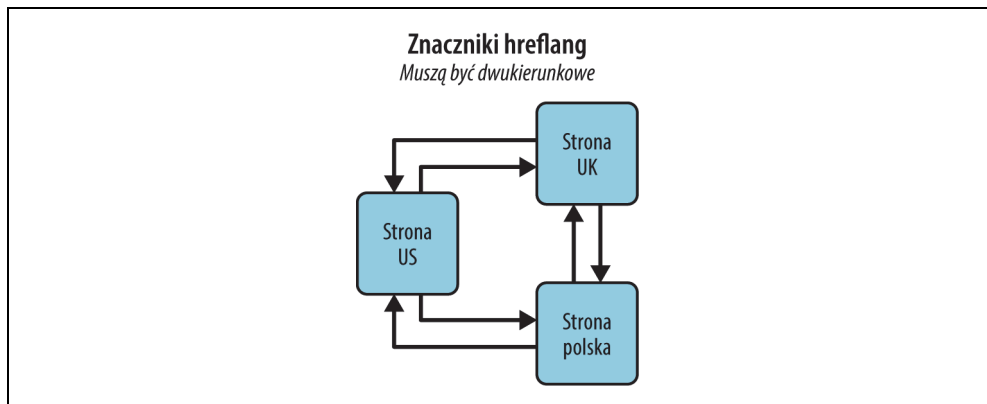 Znaczniki hreflang
Muszą być dwukierunkowe
Strona
UK
Strona
US
Strona
polska